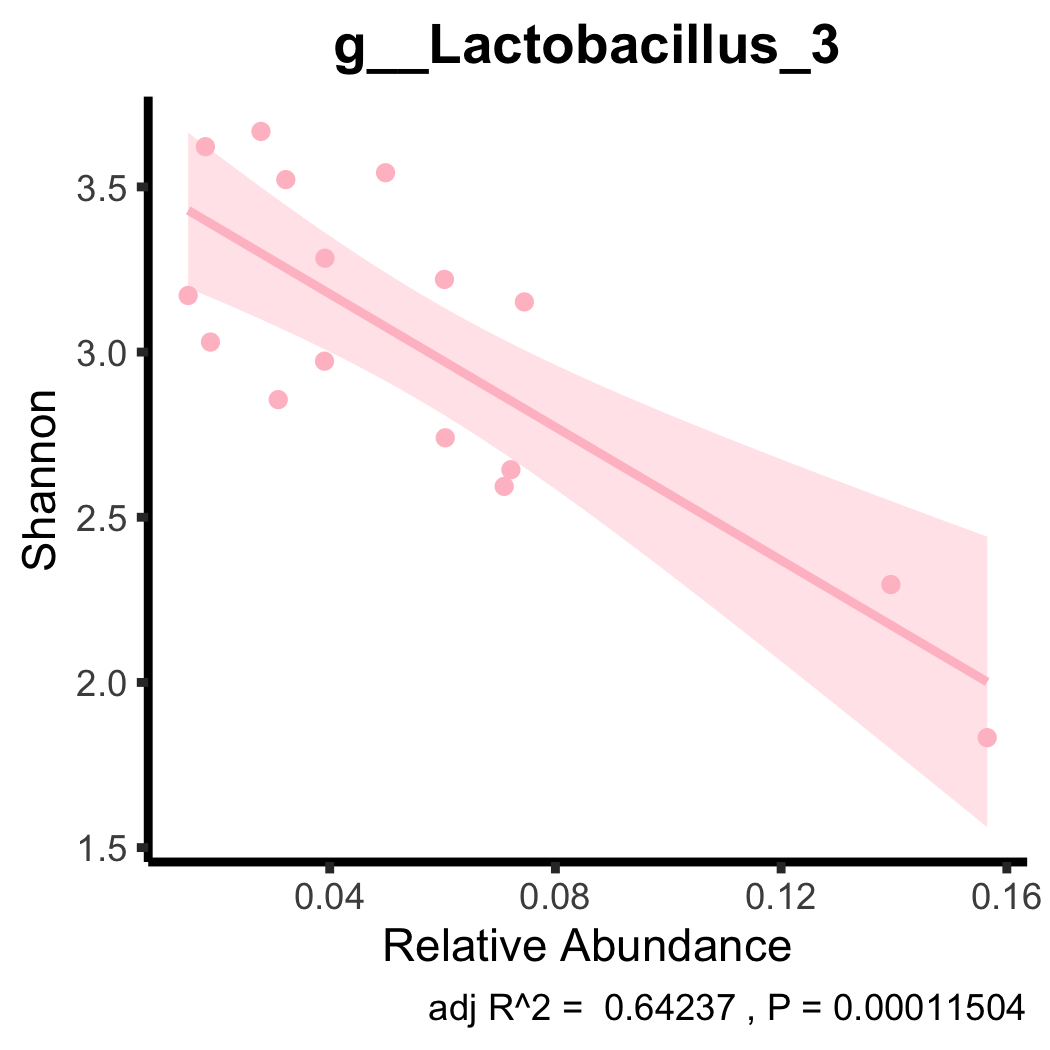 g__Lactobacillus_3
3.5
3.0
2.5
2.0
1.5
Shannon
0.04 0.08 0.12 0.16
Relative Abundance
adj R^2 =  0.64237 , P = 0.00011504